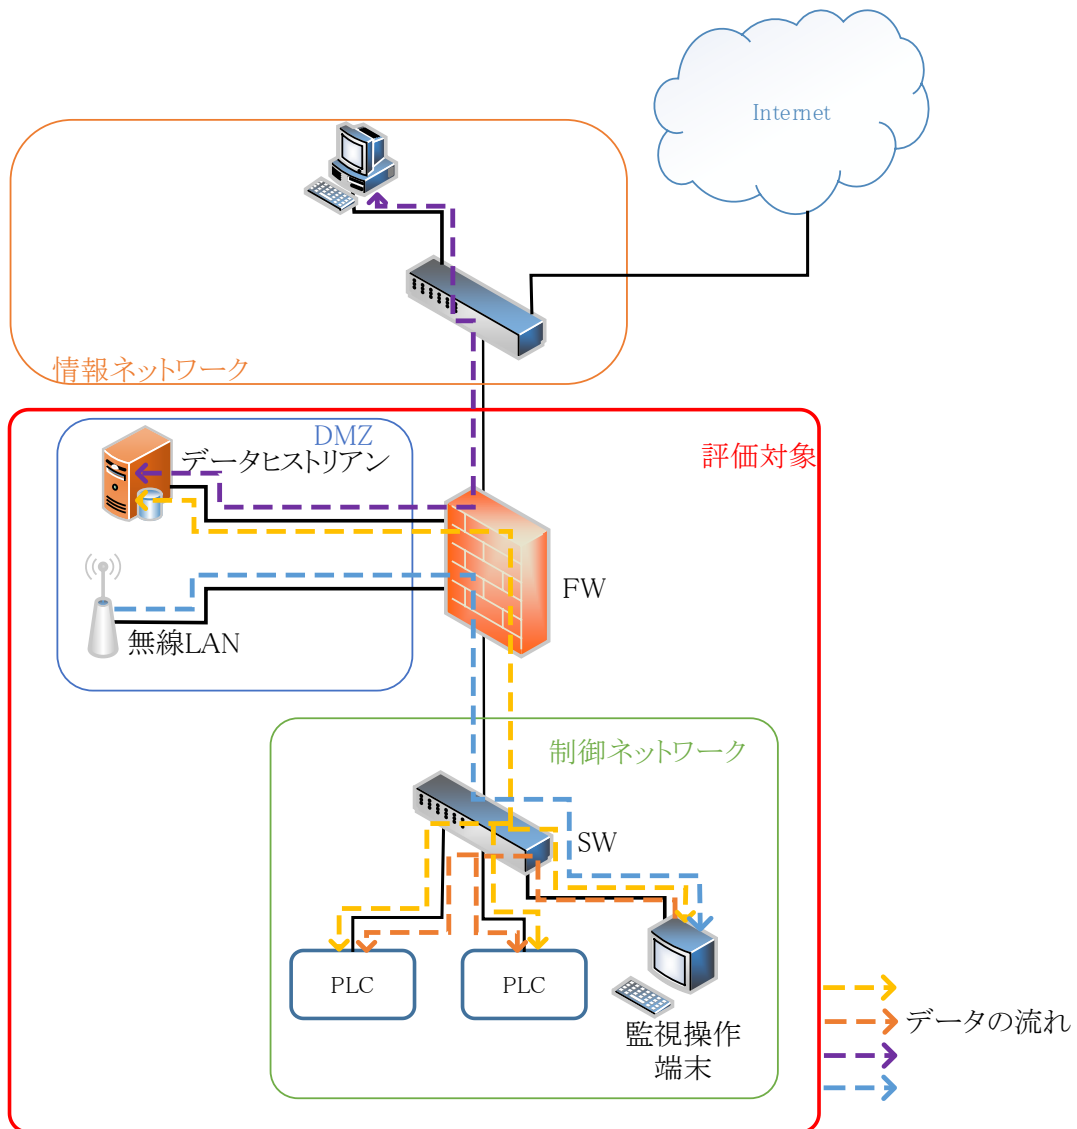 Internet
情報ネットワーク
DMZ
データヒストリアン
評価対象
FW
無線LAN
制御ネットワーク
SW
PLC
PLC
監視操作
端末
データの流れ